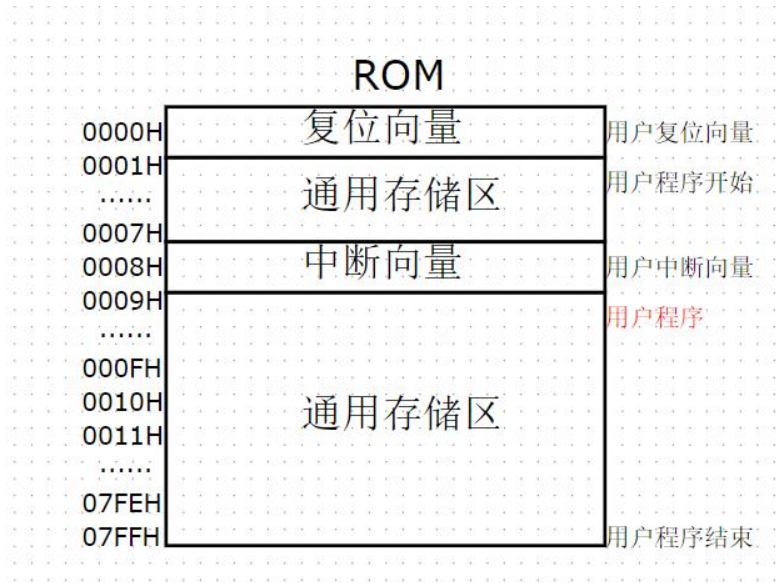 ROM
0000H 复位向量 用户复位向量
0001H 用户程序开始
...... 通用存储区
0007H
0008H 中断向量 用户中断向量
0009H 用户程序
......
000FH
0010H 通用存储区
0011H
......
07FEH
07FFH 用户程序结束